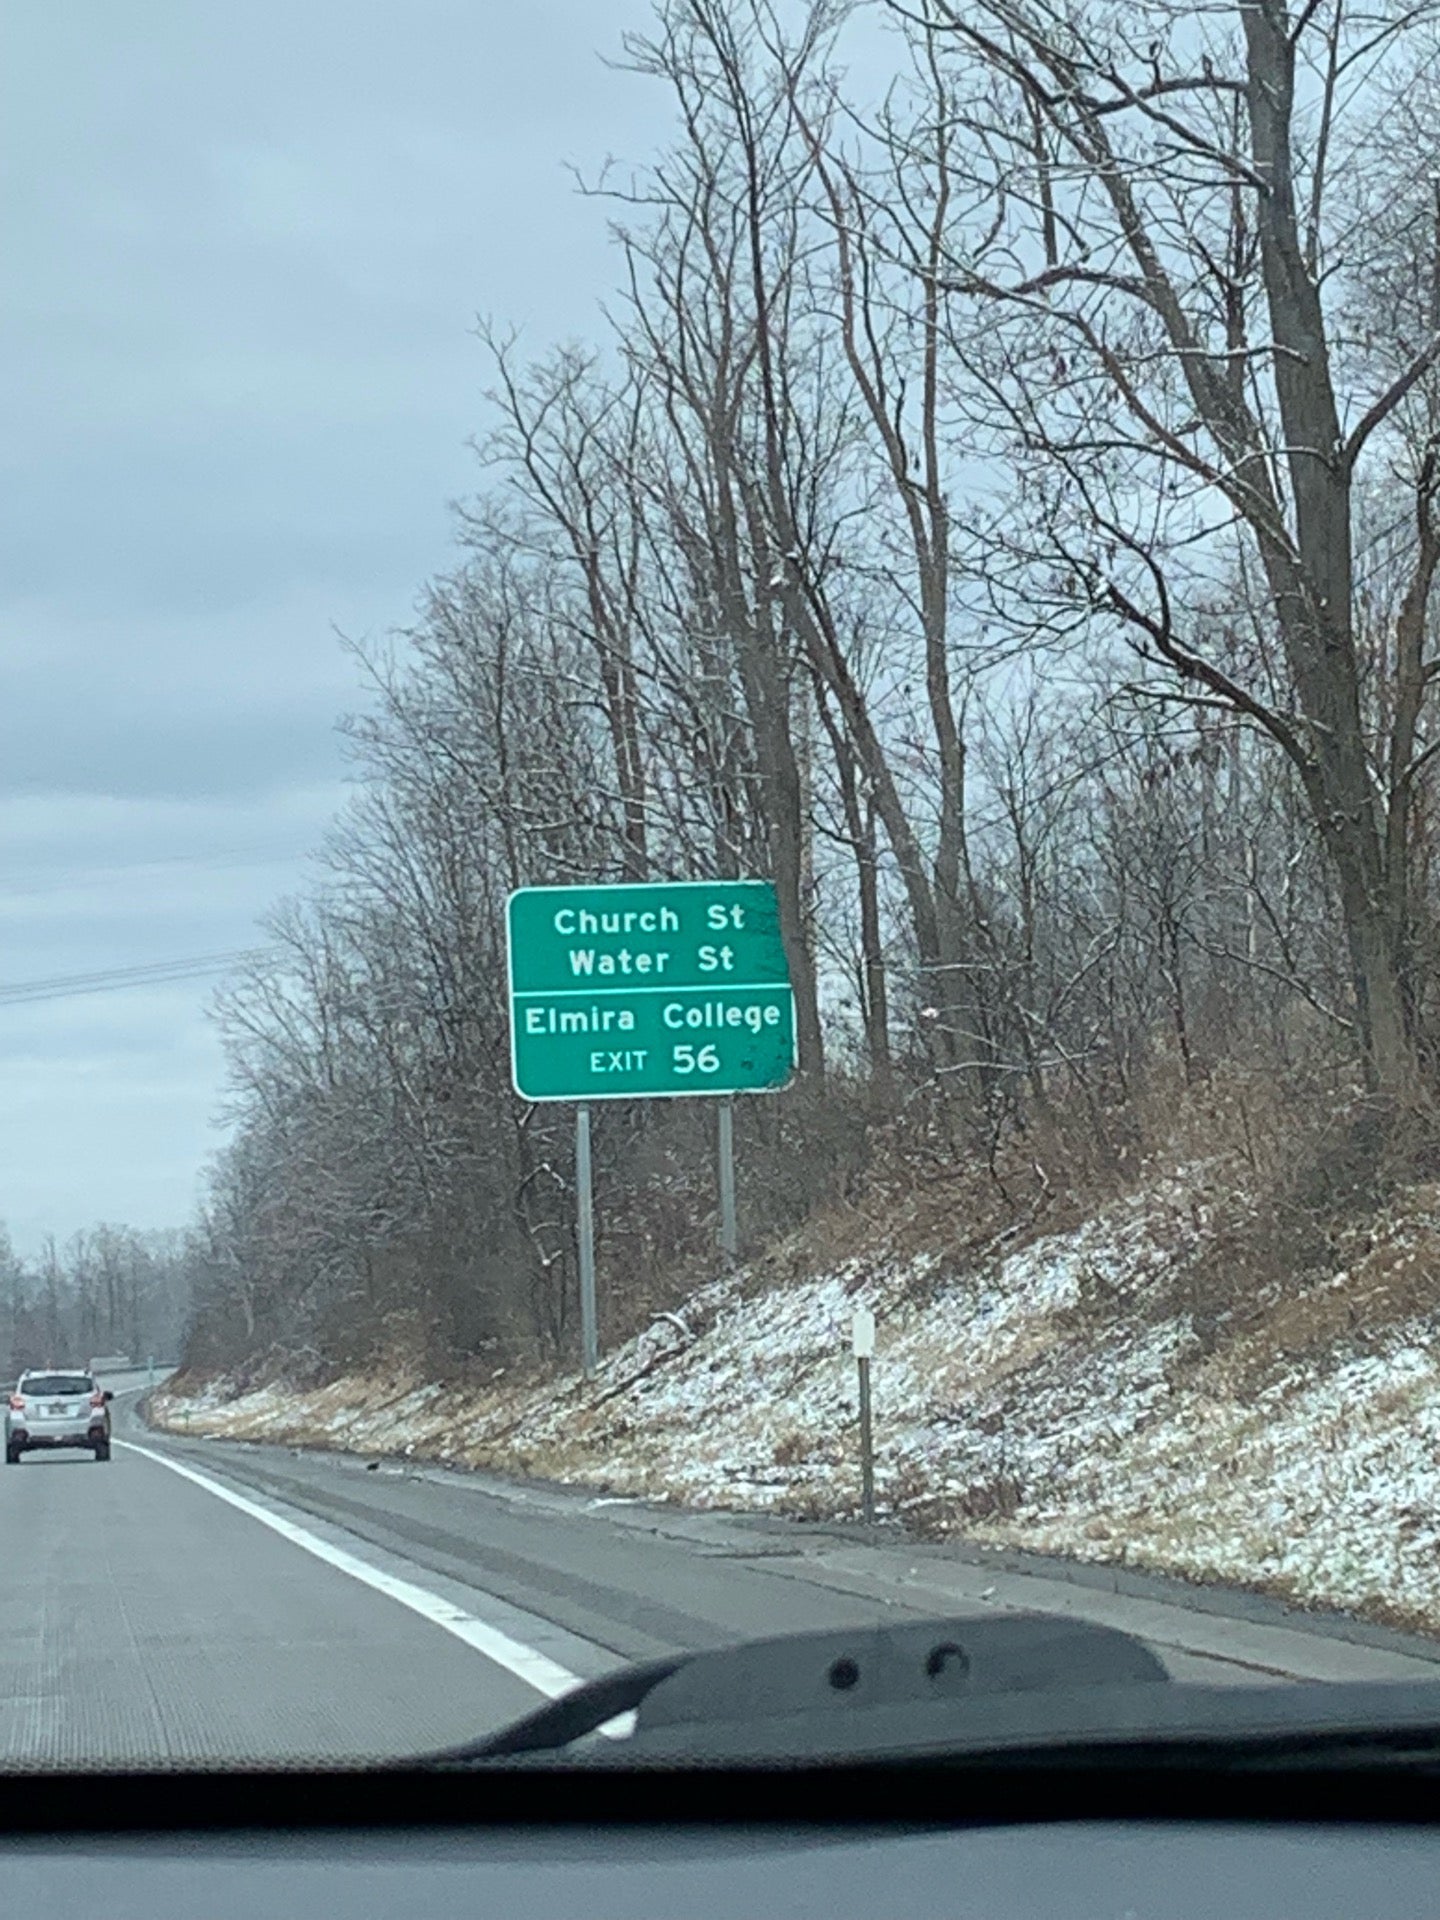 Church St
Water St
Elmira College
EXIT 56